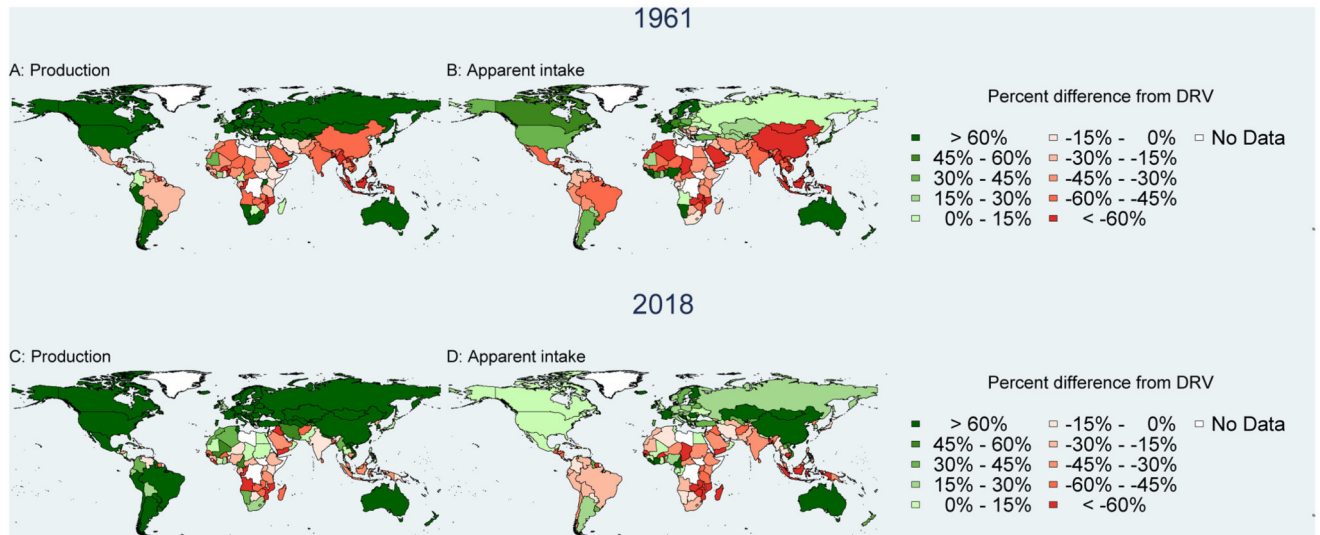 1961
A: Production
B: Apparent intake
Percent difference from DRV
> 60% -15% - 0% No Data
45% - 60% -30% - -15%
30% - 45% -45% - -30%
15% - 30% -60% - -45%
0% - 15% < -60%
2018
C: Production
D: Apparent intake
Percent difference from DRV
> 60% -15% - 0% No Data
45% - 60% -30% - -15%
30% - 45% -45% - -30%
15% - 30% -60% - -45%
0% - 15% < -60%